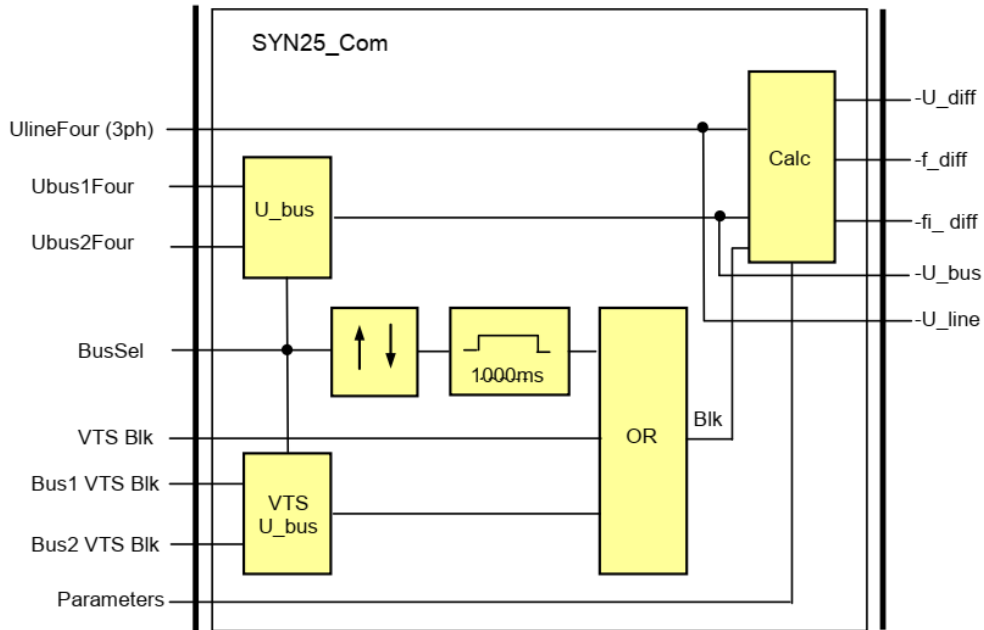 SYN25_Com
UlineFour (3ph)
Ubus1Four
Ubus2Four
BusSel
VTS Blk
Bus1 VTS Blk
Bus2 VTS Blk
Parameters
U_bus
1000ms
VTS
U_bus
OR
Blk
Calc
-U_diff
-f_diff
-fi_ diff
-U_bus
-U_line